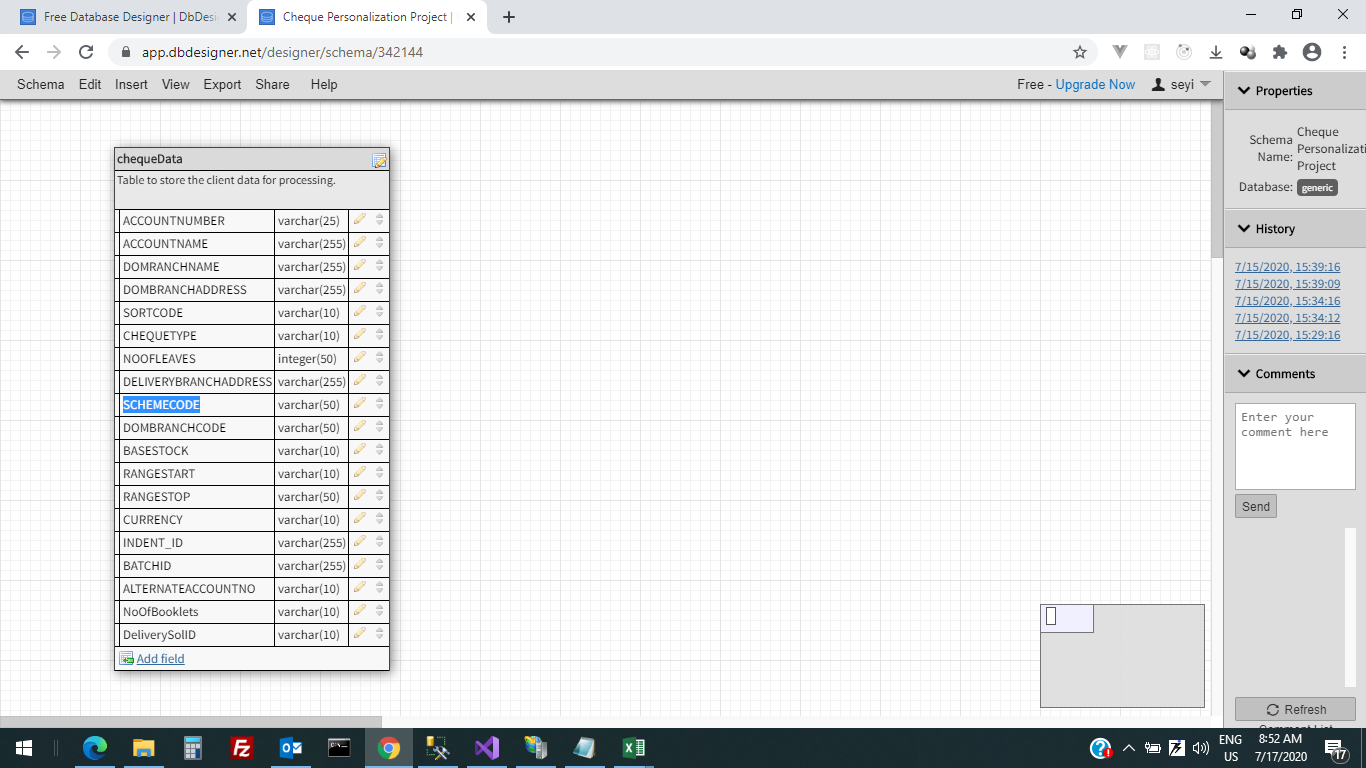 Free Database Designer | DbDesi
Cheque Personalization Project |
app.dbdesigner.net/designer/schema/342144
Schema Edit Insert View Export Share Help
Free - Upgrade Now seyi
chequeData
Table to store the client data for processing.
ACCOUNTNUMBER varchar(25)
ACCOUNTNAME varchar(255)
DOMRANCHNAME varchar(255)
DOMBRANCHADDRESS varchar(255)
SORTCODE varchar(10)
CHEQUETYPE varchar(10)
NOOFLEAVES integer(50)
DELIVERYBRANCHADDRESS varchar(255)
SCHEMECODE varchar(50)
DOMBRANCHCODE varchar(50)
BASESTOCK varchar(10)
RANGESTART varchar(10)
RANGESTOP varchar(50)
CURRENCY varchar(10)
INDENT_ID varchar(255)
BATCHID varchar(255)
ALTERNATEACCOUNTNO varchar(10)
NoOfBooklets varchar(10)
DeliverySolID varchar(10)
Add field
Properties
Schema Name: Cheque
Personalizati
Project
Database: generic
History
7/15/2020, 15:39:16
7/15/2020, 15:39:09
7/15/2020, 15:34:16
7/15/2020, 15:34:12
7/15/2020, 15:29:16
Comments
Enter your
comment here
Send
Refresh
Comment List
ENG
US
8:52 AM
7/17/2020
17